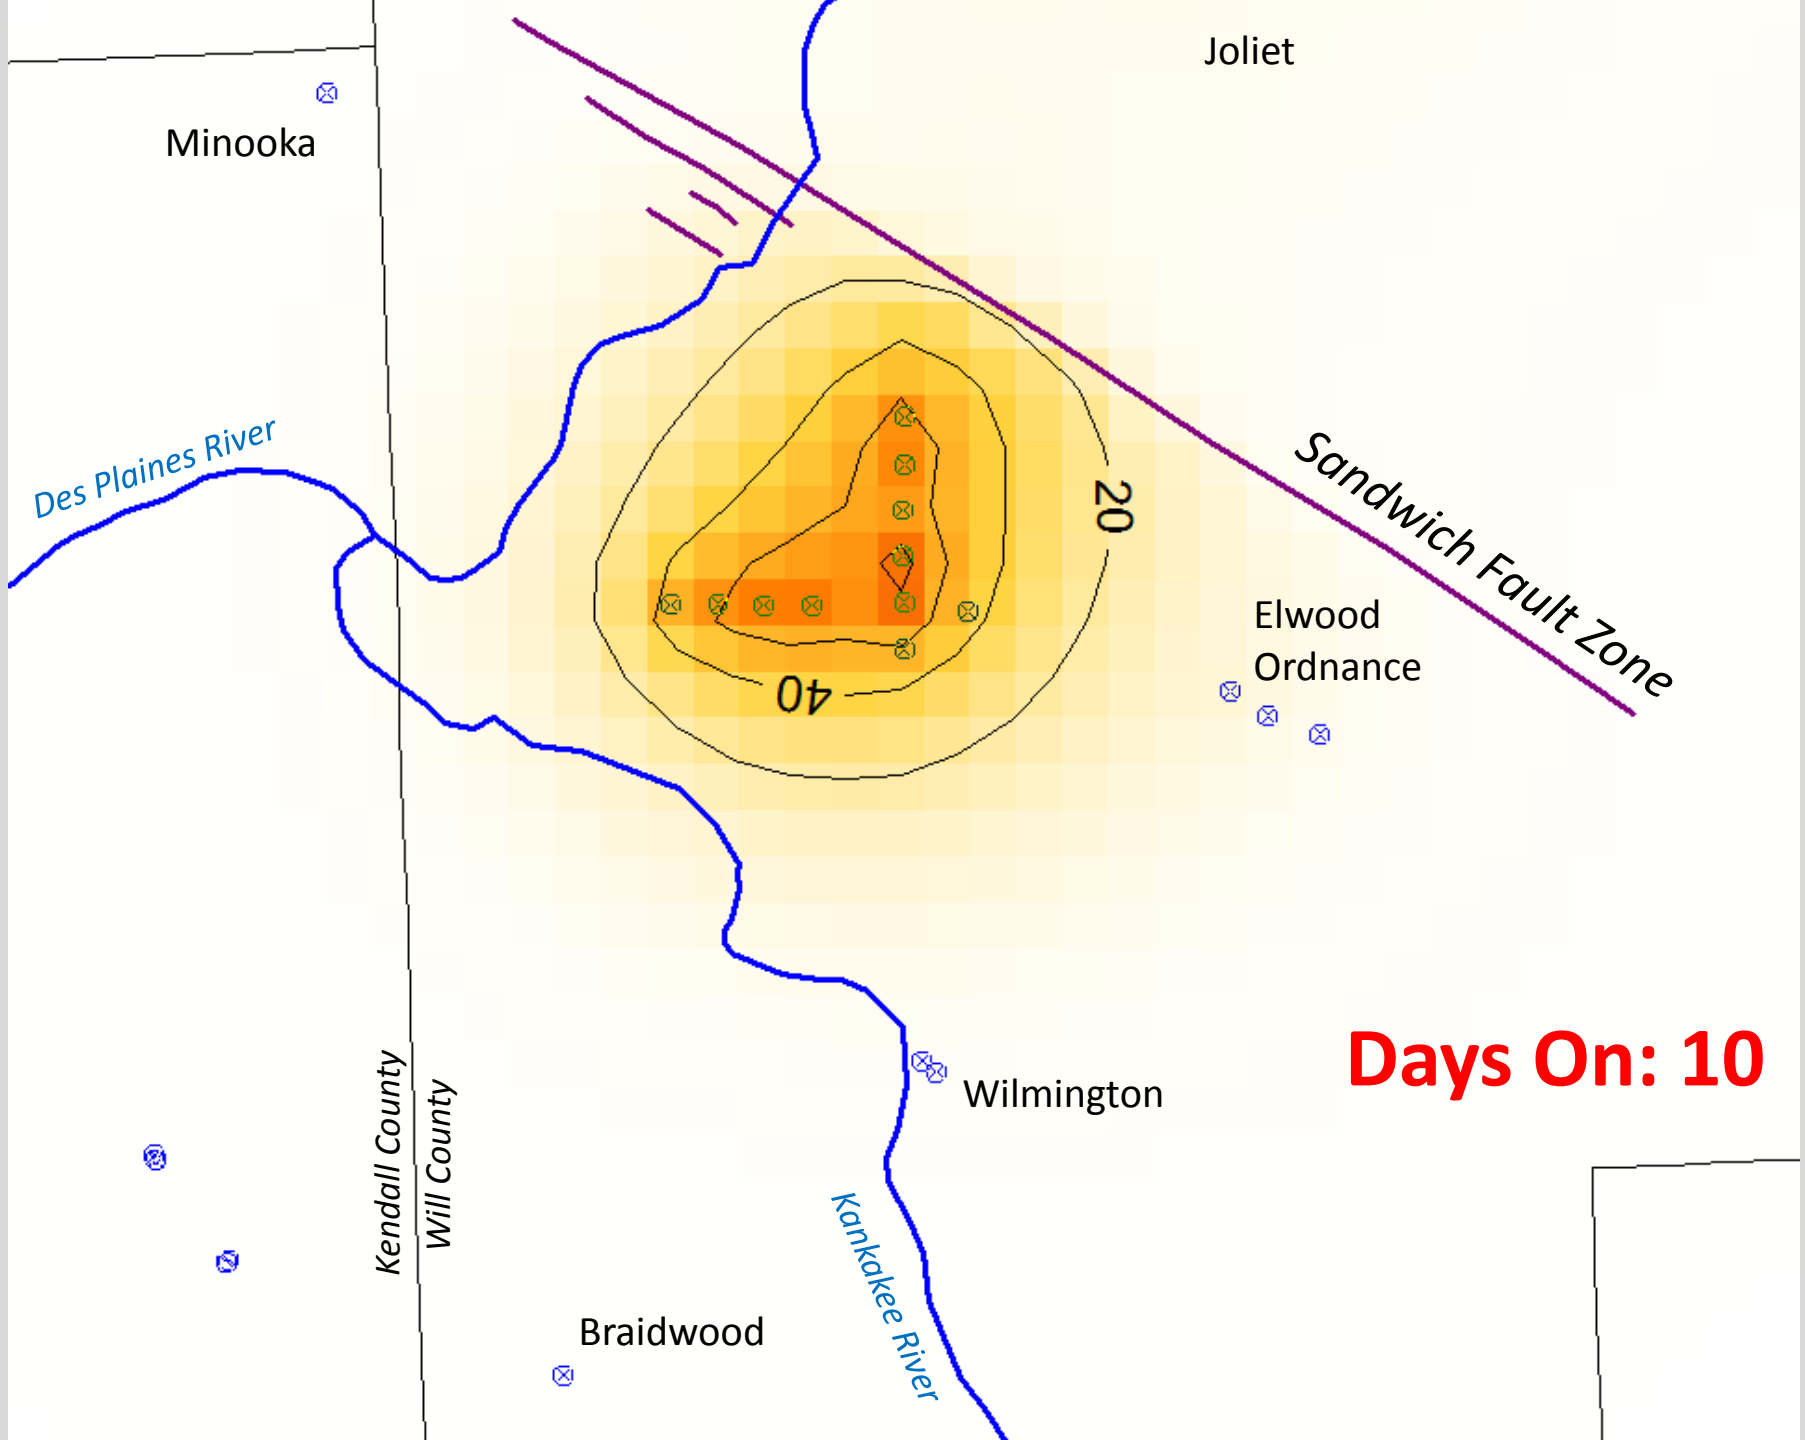 Joliet
Minooka
Des Plaines River
Sandwich Fault Zone
20
Elwood
Ordnance
40
Days On: 10
Wilmington
Kendall County
Will County
Kankakee River
Braidwood